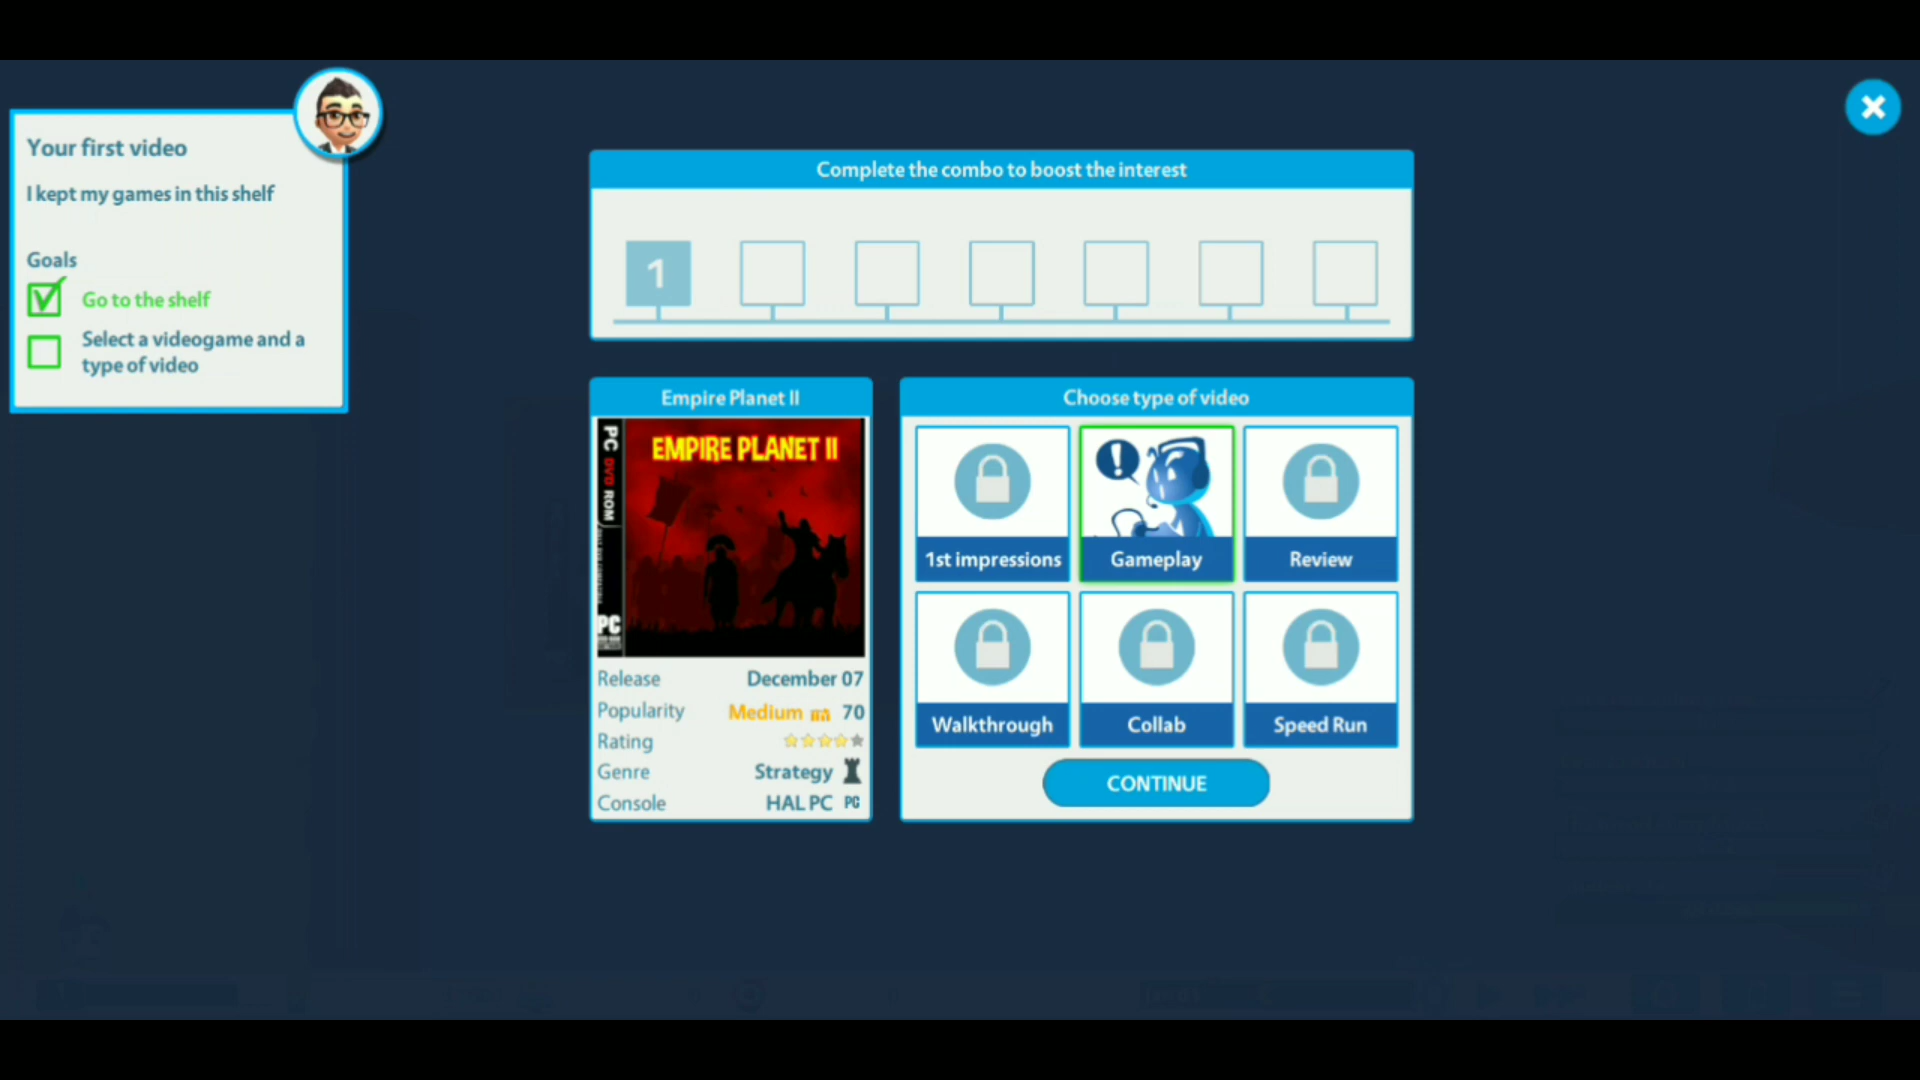 Your first video
I kept my games in this shelf
Goals
Go to the shelf
Select a videogame and a
type of video
Complete the combo to boost the interest
1
Empire Planet II
PC DVD ROM
EMPIRE PLANET II
PC
Release December 07
Popularity Medium 70
Rating
Genre Strategy
Console HAL PC PC
Choose type of video
1st impressions
!
Gameplay
Review
Walkthrough
Collab
Speed Run
CONTINUE